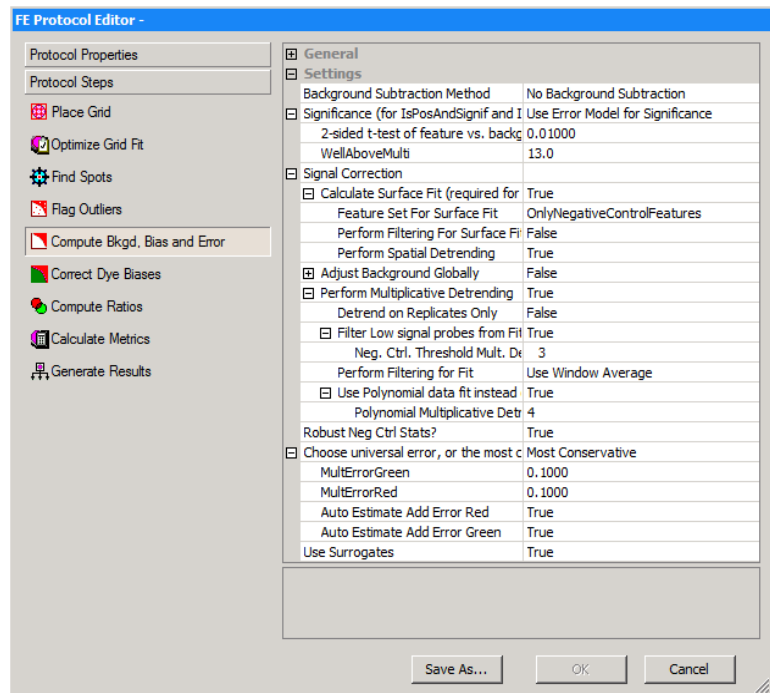 FE Protocol Editor -
Protocol Properties
Protocol Steps
Place Grid
Optimize Grid Fit
Find Spots
Flag Outliers
Compute Bkgd, Bias and Error
Correct Dye Biases
Compute Ratios
Calculate Metrics
Generate Results
General
Settings
Background Subtraction Method No Background Subtraction
Significance (for IsPosAndSignif and I Use Error Model for Significance
2-sided t-test of feature vs. backg 0.01000
WellAboveMulti 13.0
Signal Correction
Calculate Surface Fit (required for True
Feature Set For Surface Fit OnlyNegativeControlFeatures
Perform Filtering For Surface Fi False
Perform Spatial Detrending True
Adjust Background Globally False
Perform Multiplicative Detrending True
Detrend on Replicates Only False
Filter Low signal probes from Fit True
Neg. Ctrl. Threshold Mult. De 3
Perform Filtering for Fit Use Window Average
Use Polynomial data fit instead True
Polynomial Multiplicative Detr 4
Robust Neg Ctrl Stats? True
Choose universal error, or the most c Most Conservative
MultErrorGreen 0.1000
MultErrorRed 0.1000
Auto Estimate Add Error Red True
Auto Estimate Add Error Green True
Use Surrogates True
Save As... OK Cancel